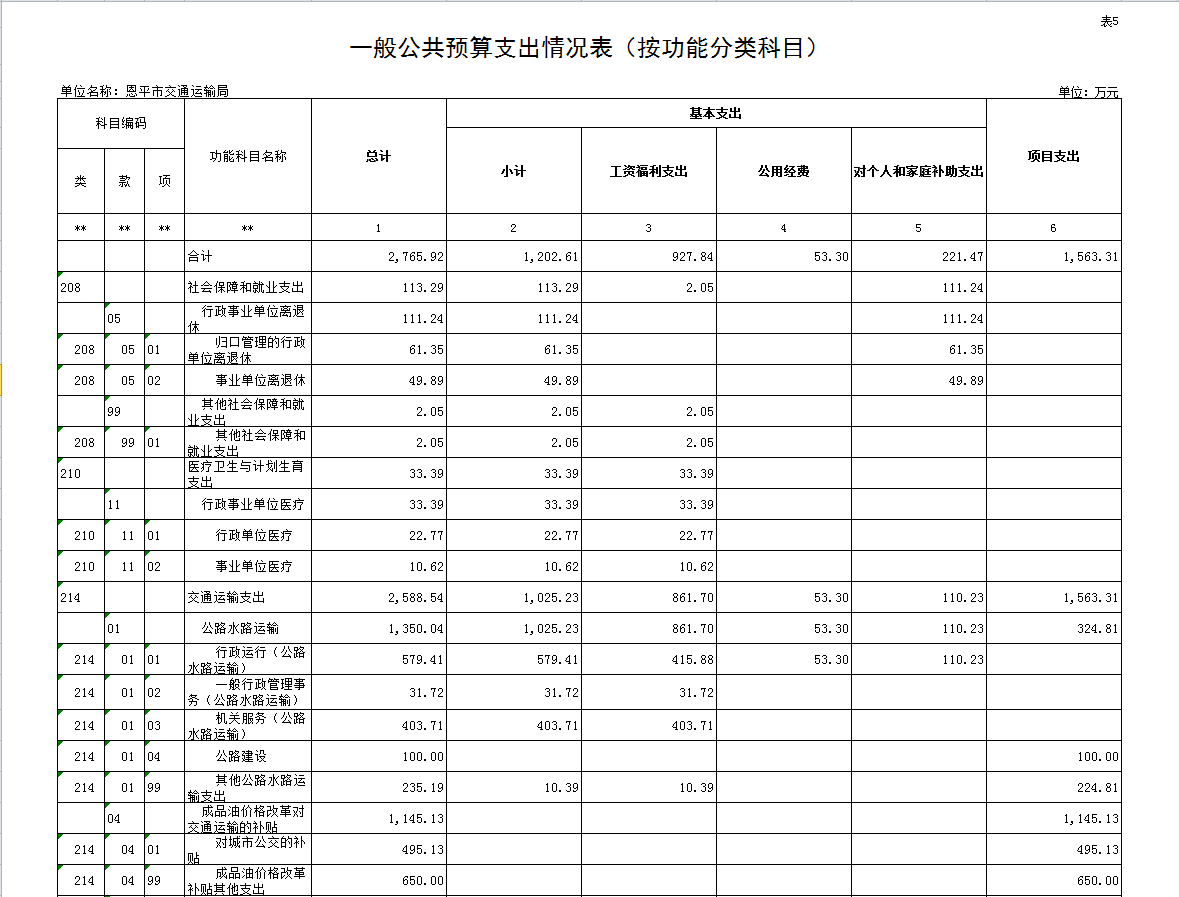 表5
一般公共预算支出情况表（按功能分类科目）
单位名称：恩平市交通运输局 单位：万元
科目编码 功能科目名称 总计 基本支出 项目支出
类 款 项 小计 工资福利支出 公用经费 对个人和家庭补助支出
** ** ** ** 1 2 3 4 5 6
合计 2,765.92 1,202.61 927.84 53.30 221.47 1,563.31
208 社会保障和就业支出 113.29 113.29 2.05 111.24
05 行政事业单位离退
休 111.24 111.24 111.24
208 05 01 归口管理的行政
单位离退休 61.35 61.35 61.35
208 05 02 事业单位离退休 49.89 49.89 49.89
99 其他社会保障和就
业支出 2.05 2.05 2.05
208 99 01 其他社会保障和
就业支出 2.05 2.05 2.05
210 医疗卫生与计划生育
支出 33.39 33.39 33.39
11 行政事业单位医疗 33.39 33.39 33.39
210 11 01 行政单位医疗 22.77 22.77 22.77
210 11 02 事业单位医疗 10.62 10.62 10.62
214 交通运输支出 2,588.54 1,025.23 861.70 53.30 110.23 1,563.31
01 公路水路运输 1,350.04 1,025.23 861.70 53.30 110.23 324.81
214 01 01 行政运行（公路
水路运输） 579.41 579.41 415.88 53.30 110.23
214 01 02 一般行政管理事
务（公路水路运输） 31.72 31.72 31.72
214 01 03 机关服务（公路
水路运输） 403.71 403.71 403.71
214 01 04 公路建设 100.00 100.00
214 01 99 其他公路水路运
输支出 235.19 10.39 10.39 224.81
04 成品油价格改革对
交通运输的补贴 1,145.13 1,145.13
214 04 01 对城市公交的补
贴 495.13 495.13
214 04 99 成品油价格改革
补贴其他支出 650.00 650.00